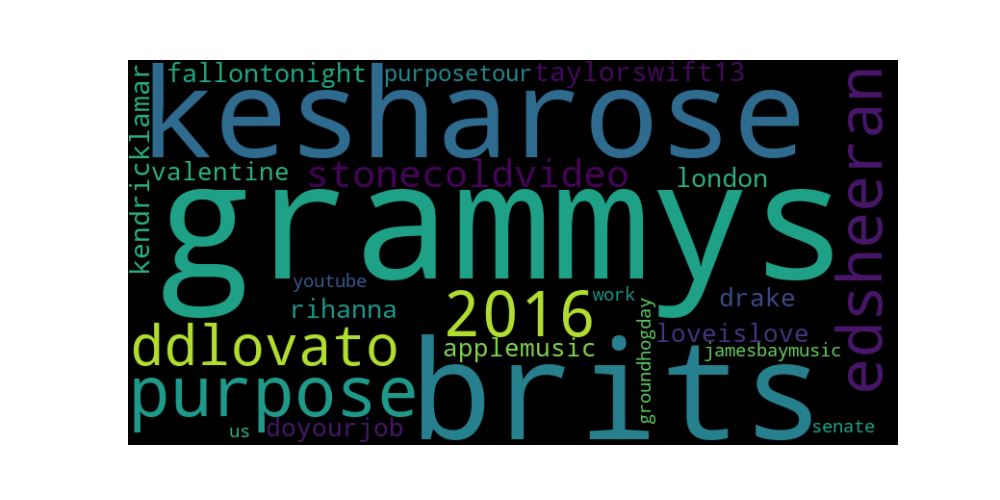 fallontonight
purposetour
taylorswift13
kendricklamar
kesharose
edsheeran
valentine
stonecoldvideo
london
grammys
youtube
2016
work
drake
rihanna
groundhogday
loveislove
ddlovato
applemusic
jamesbaymusic
purpose
brits
us
doyourjob
senate